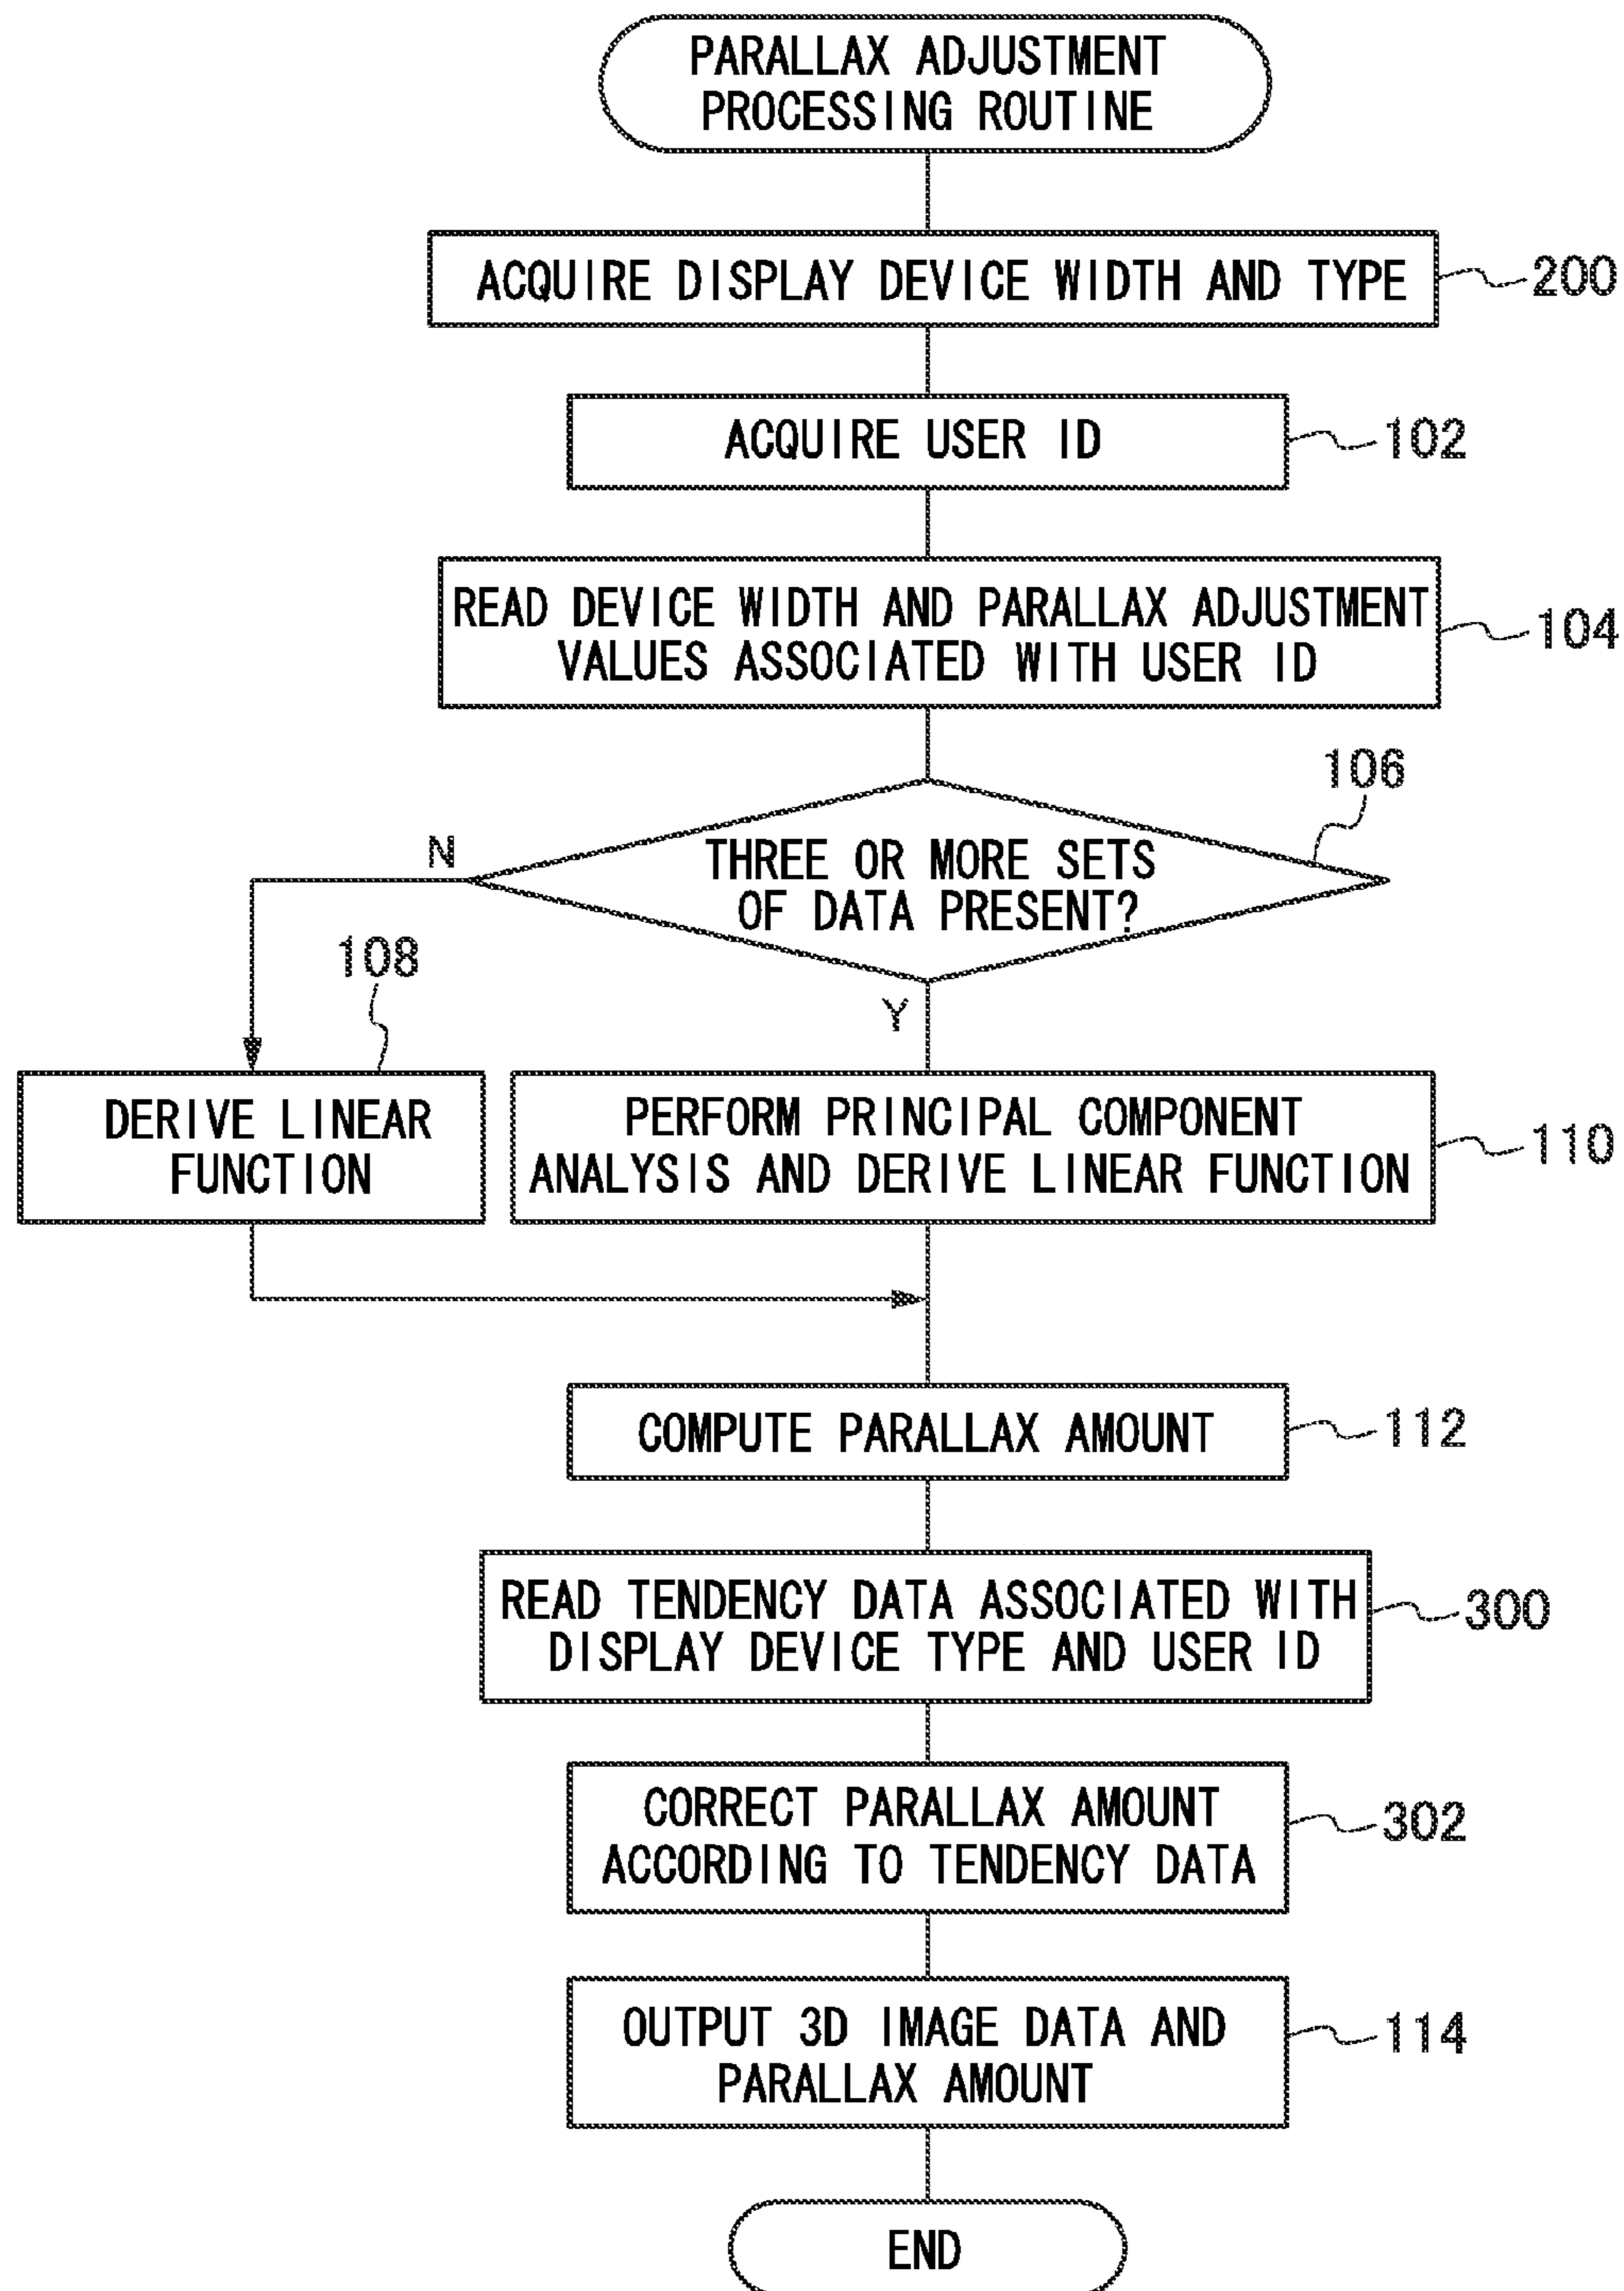 PARALLAX ADJUSTMENT
PROCESSING ROUTINE
ACQUIRE DISPLAY DEVICE WIDTH AND TYPE
200
ACQUIRE USER ID
102
READ DEVICE WIDTH AND PARALLAX ADJUSTMENT
VALUES ASSOCIATED WITH USER ID
104
106
N
THREE OR MORE SETS
OF DATA PRESENT?
108
Y
DERIVE LINEAR
FUNCTION
PERFORM PRINCIPAL COMPONENT
ANALYSIS AND DERIVE LINEAR FUNCTION
110
COMPUTE PARALLAX AMOUNT
112
READ TENDENCY DATA ASSOCIATED WITH
DISPLAY DEVICE TYPE AND USER ID
300
CORRECT PARALLAX AMOUNT
ACCORDING TO TENDENCY DATA
302
OUTPUT 3D IMAGE DATA AND
PARALLAX AMOUNT
114
END